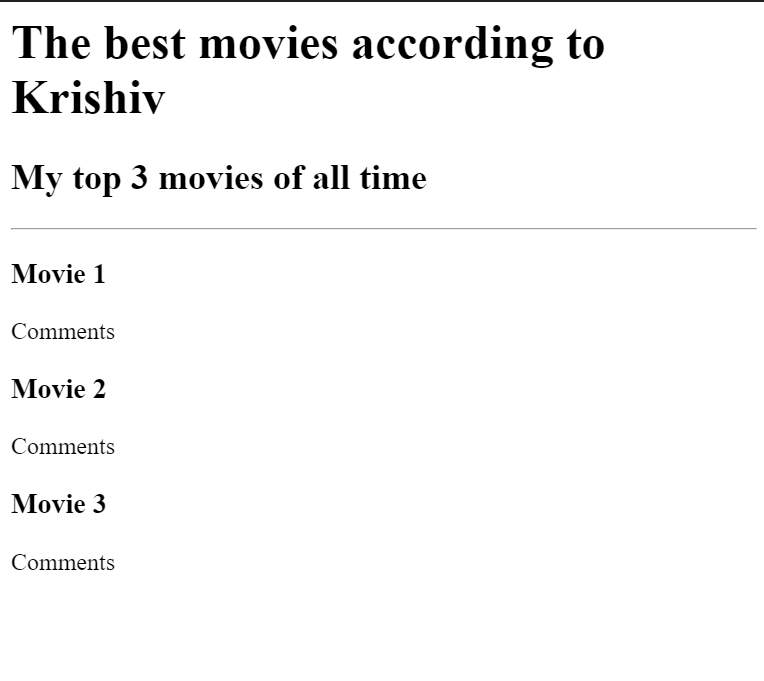 The best movies according to
Krishiv
My top 3 movies of all time
Movie 1
Comments
Movie 2
Comments
Movie 3
Comments